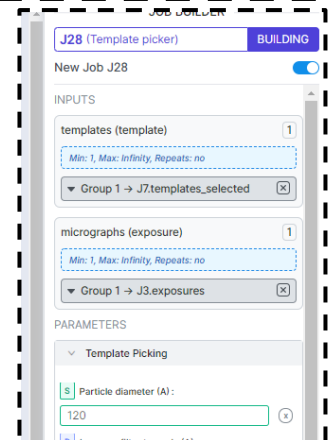 JOB BUILDER
J28 (Template picker) BUILDING
New Job J28
INPUTS
templates (template) 1
Min: 1, Max: Infinity, Repeats: no
Group 1 → J7.templates_selected
micrographs (exposure) 1
Min: 1, Max: Infinity, Repeats: no
Group 1 → J3.exposures
PARAMETERS
Template Picking
S Particle diameter (A) :
120